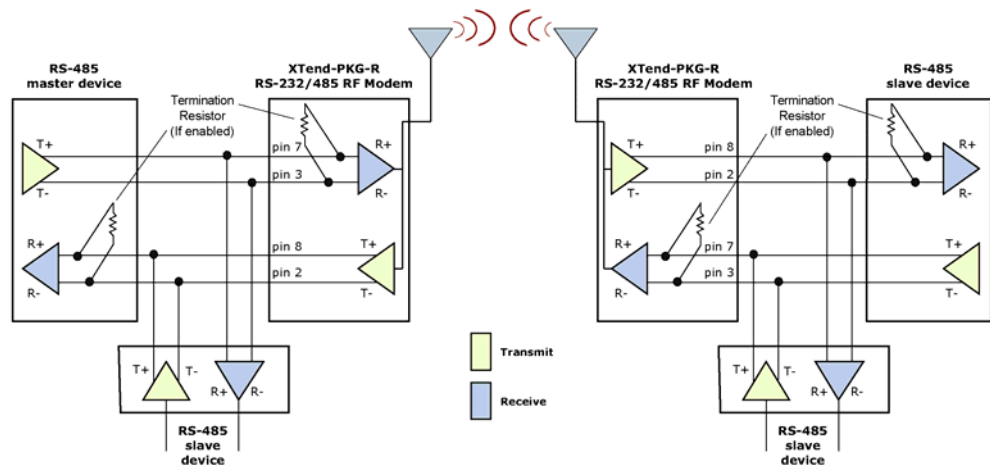 RS-485
master device
XTend-PKG-R
RS-232/485 RF Modem
XTend-PKG-R
RS-232/485 RF Modem
RS-485
slave device
Termination
Resistor
(If enabled)
T+
T-
pin 7
pin 3
R+
R-
R+
R-
pin 8
pin 2
T+
T-
T+
T-
R+
R-
RS-485
slave
device
Transmit
Receive
Termination
Resistor
(If enabled)
T+
T-
pin 8
pin 2
R+
R-
R+
R-
pin 7
pin 3
T+
T-
T+
T-
R+
R-
RS-485
slave
device